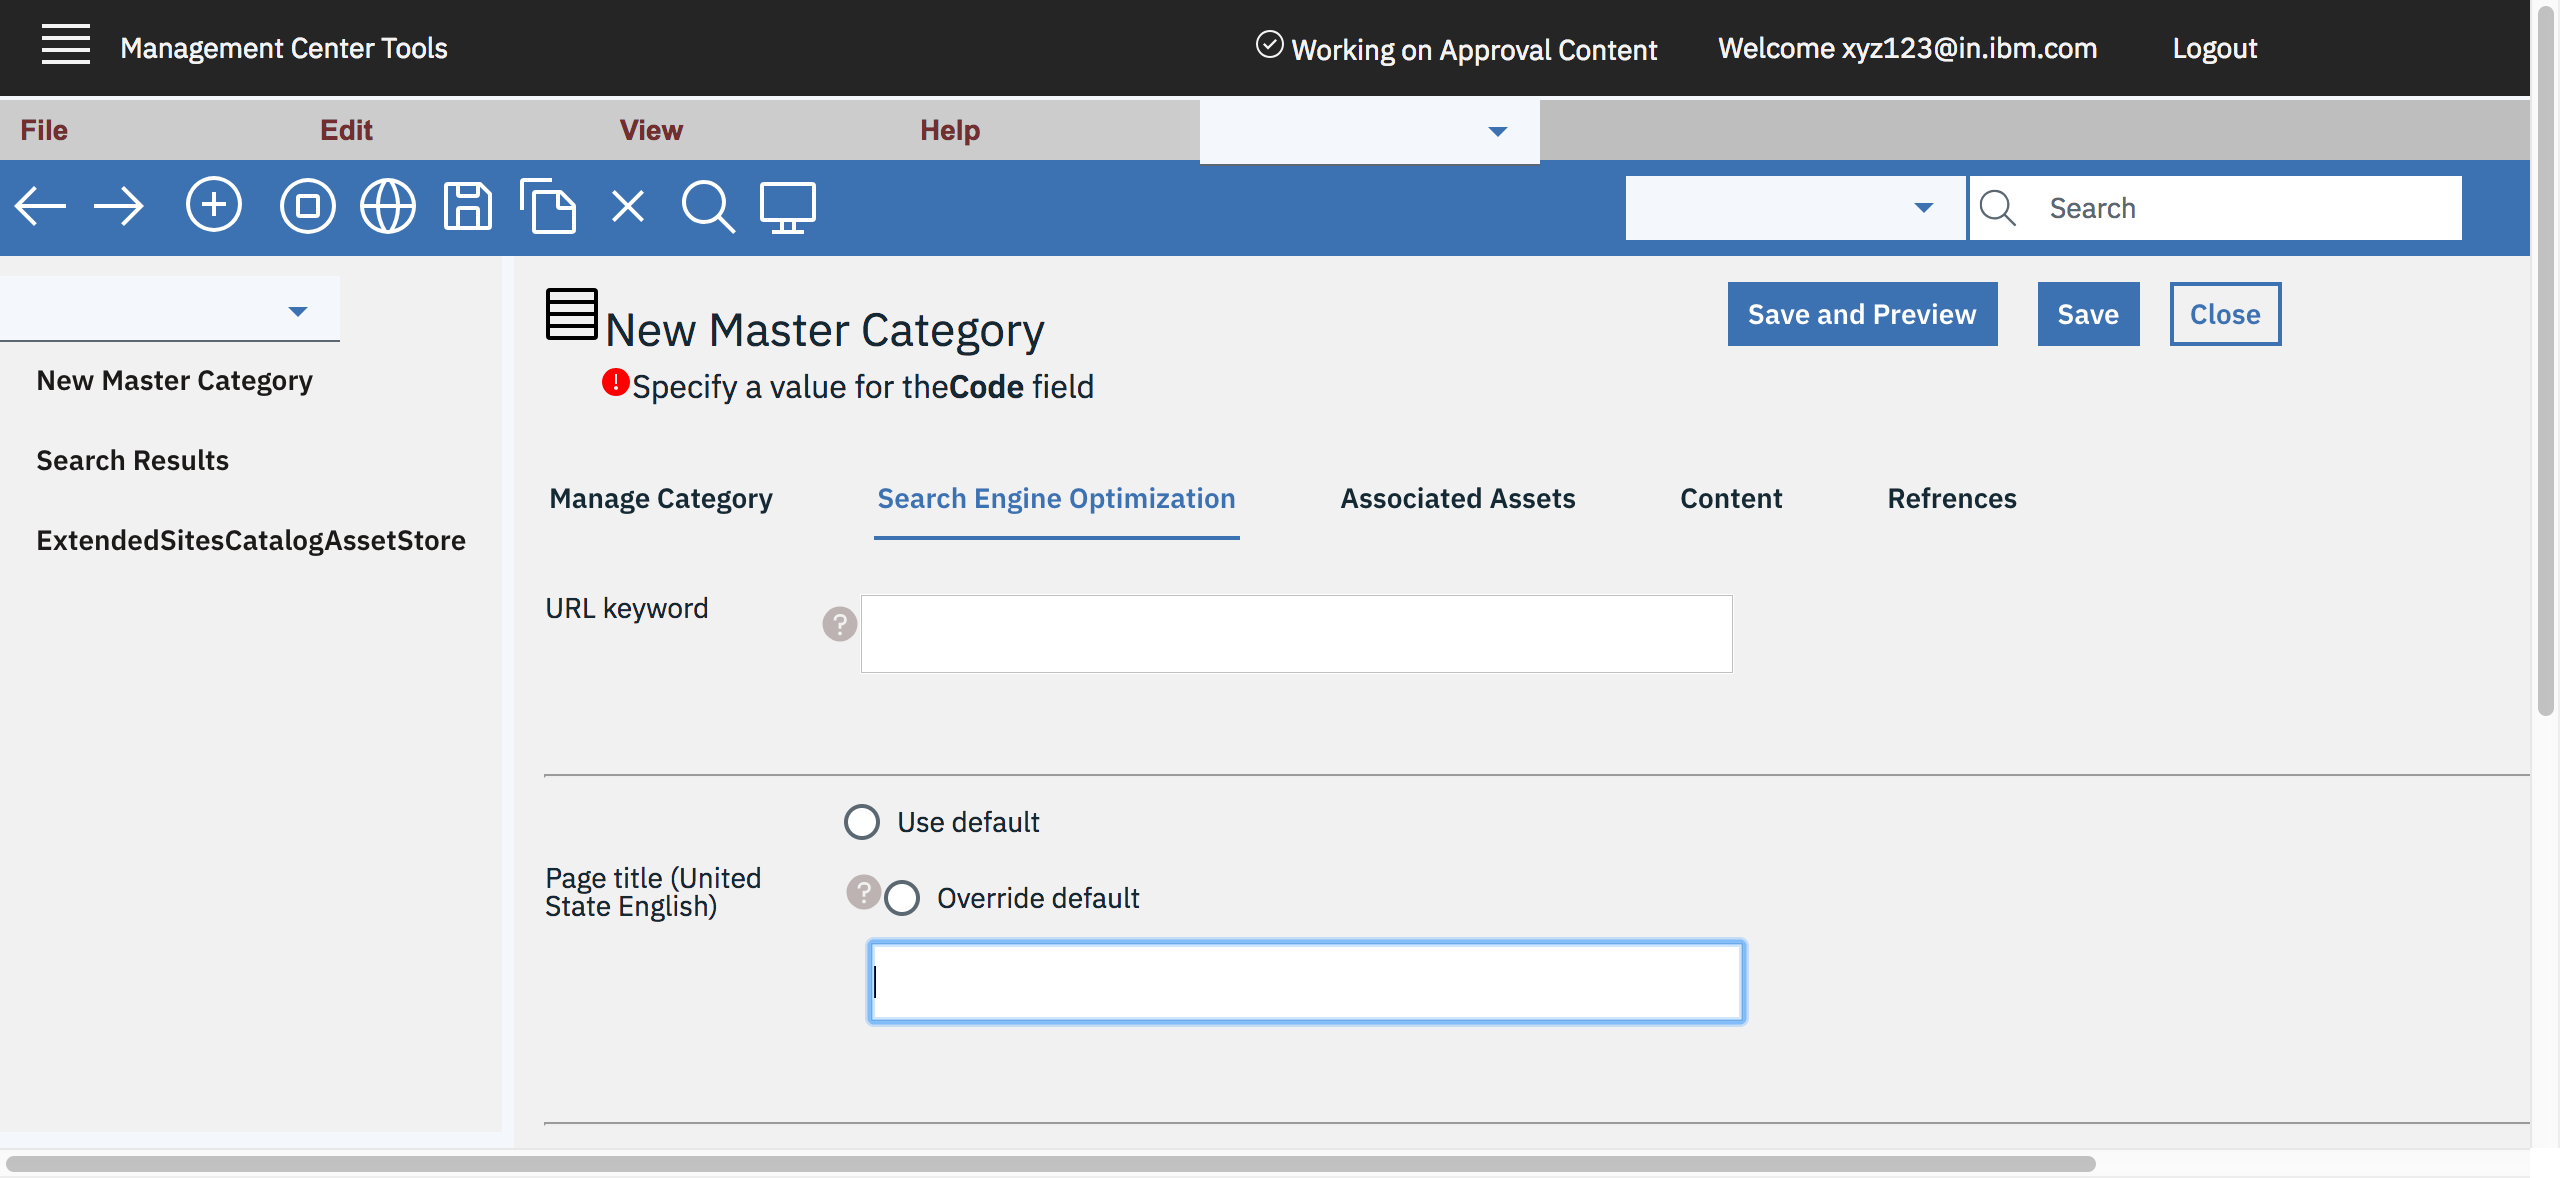 Management Center Tools
Working on Approval Content
Welcome xyz123@in.ibm.com
Logout
File
Edit
View
Help
Search
New Master Category
Search Results
ExtendedSitesCatalogAssetStore
New Master Category
Save and Preview
Save
Close
Specify a value for theCode field
Manage Category
Search Engine Optimization
Associated Assets
Content
Refrences
URL keyword
?
Use default
Page title (United
State English)
?
Override default